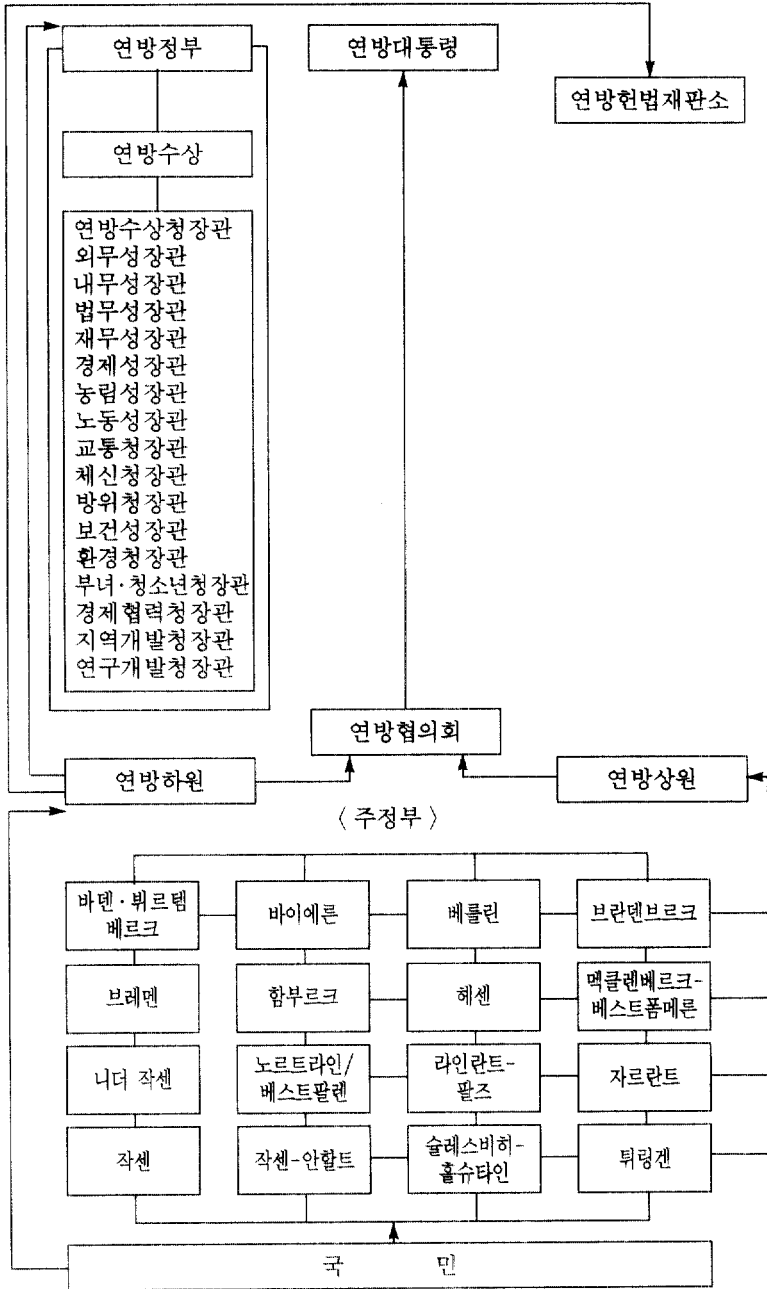 연방정부
연방대통령
연방헌법재판소
연방수상
연방수상청장관
외무성장관
내무성장관
법무성장관
재무성장관
경제성장관
농림성장관
노동성장관
교통청장관
체신청장관
방위청장관
보건성장관
환경청장관
부녀·청소년청장관
경제협력청장관
지역개발청장관
연구개발청장관
연방협의회
연방하원
연방상원
〈주정부〉
바덴·뷔르템
베르크
바이에른
베를린
브란덴브르크
브레멘
함부르크
헤센
멕클렌베르크-
베스트폼메른
니더 작센
노르트라인/
베스트팔렌
라인란트-
팔즈
자르란트
작센
작센-안할트
슐레스비히-
홀슈타인
튀링겐
국 민